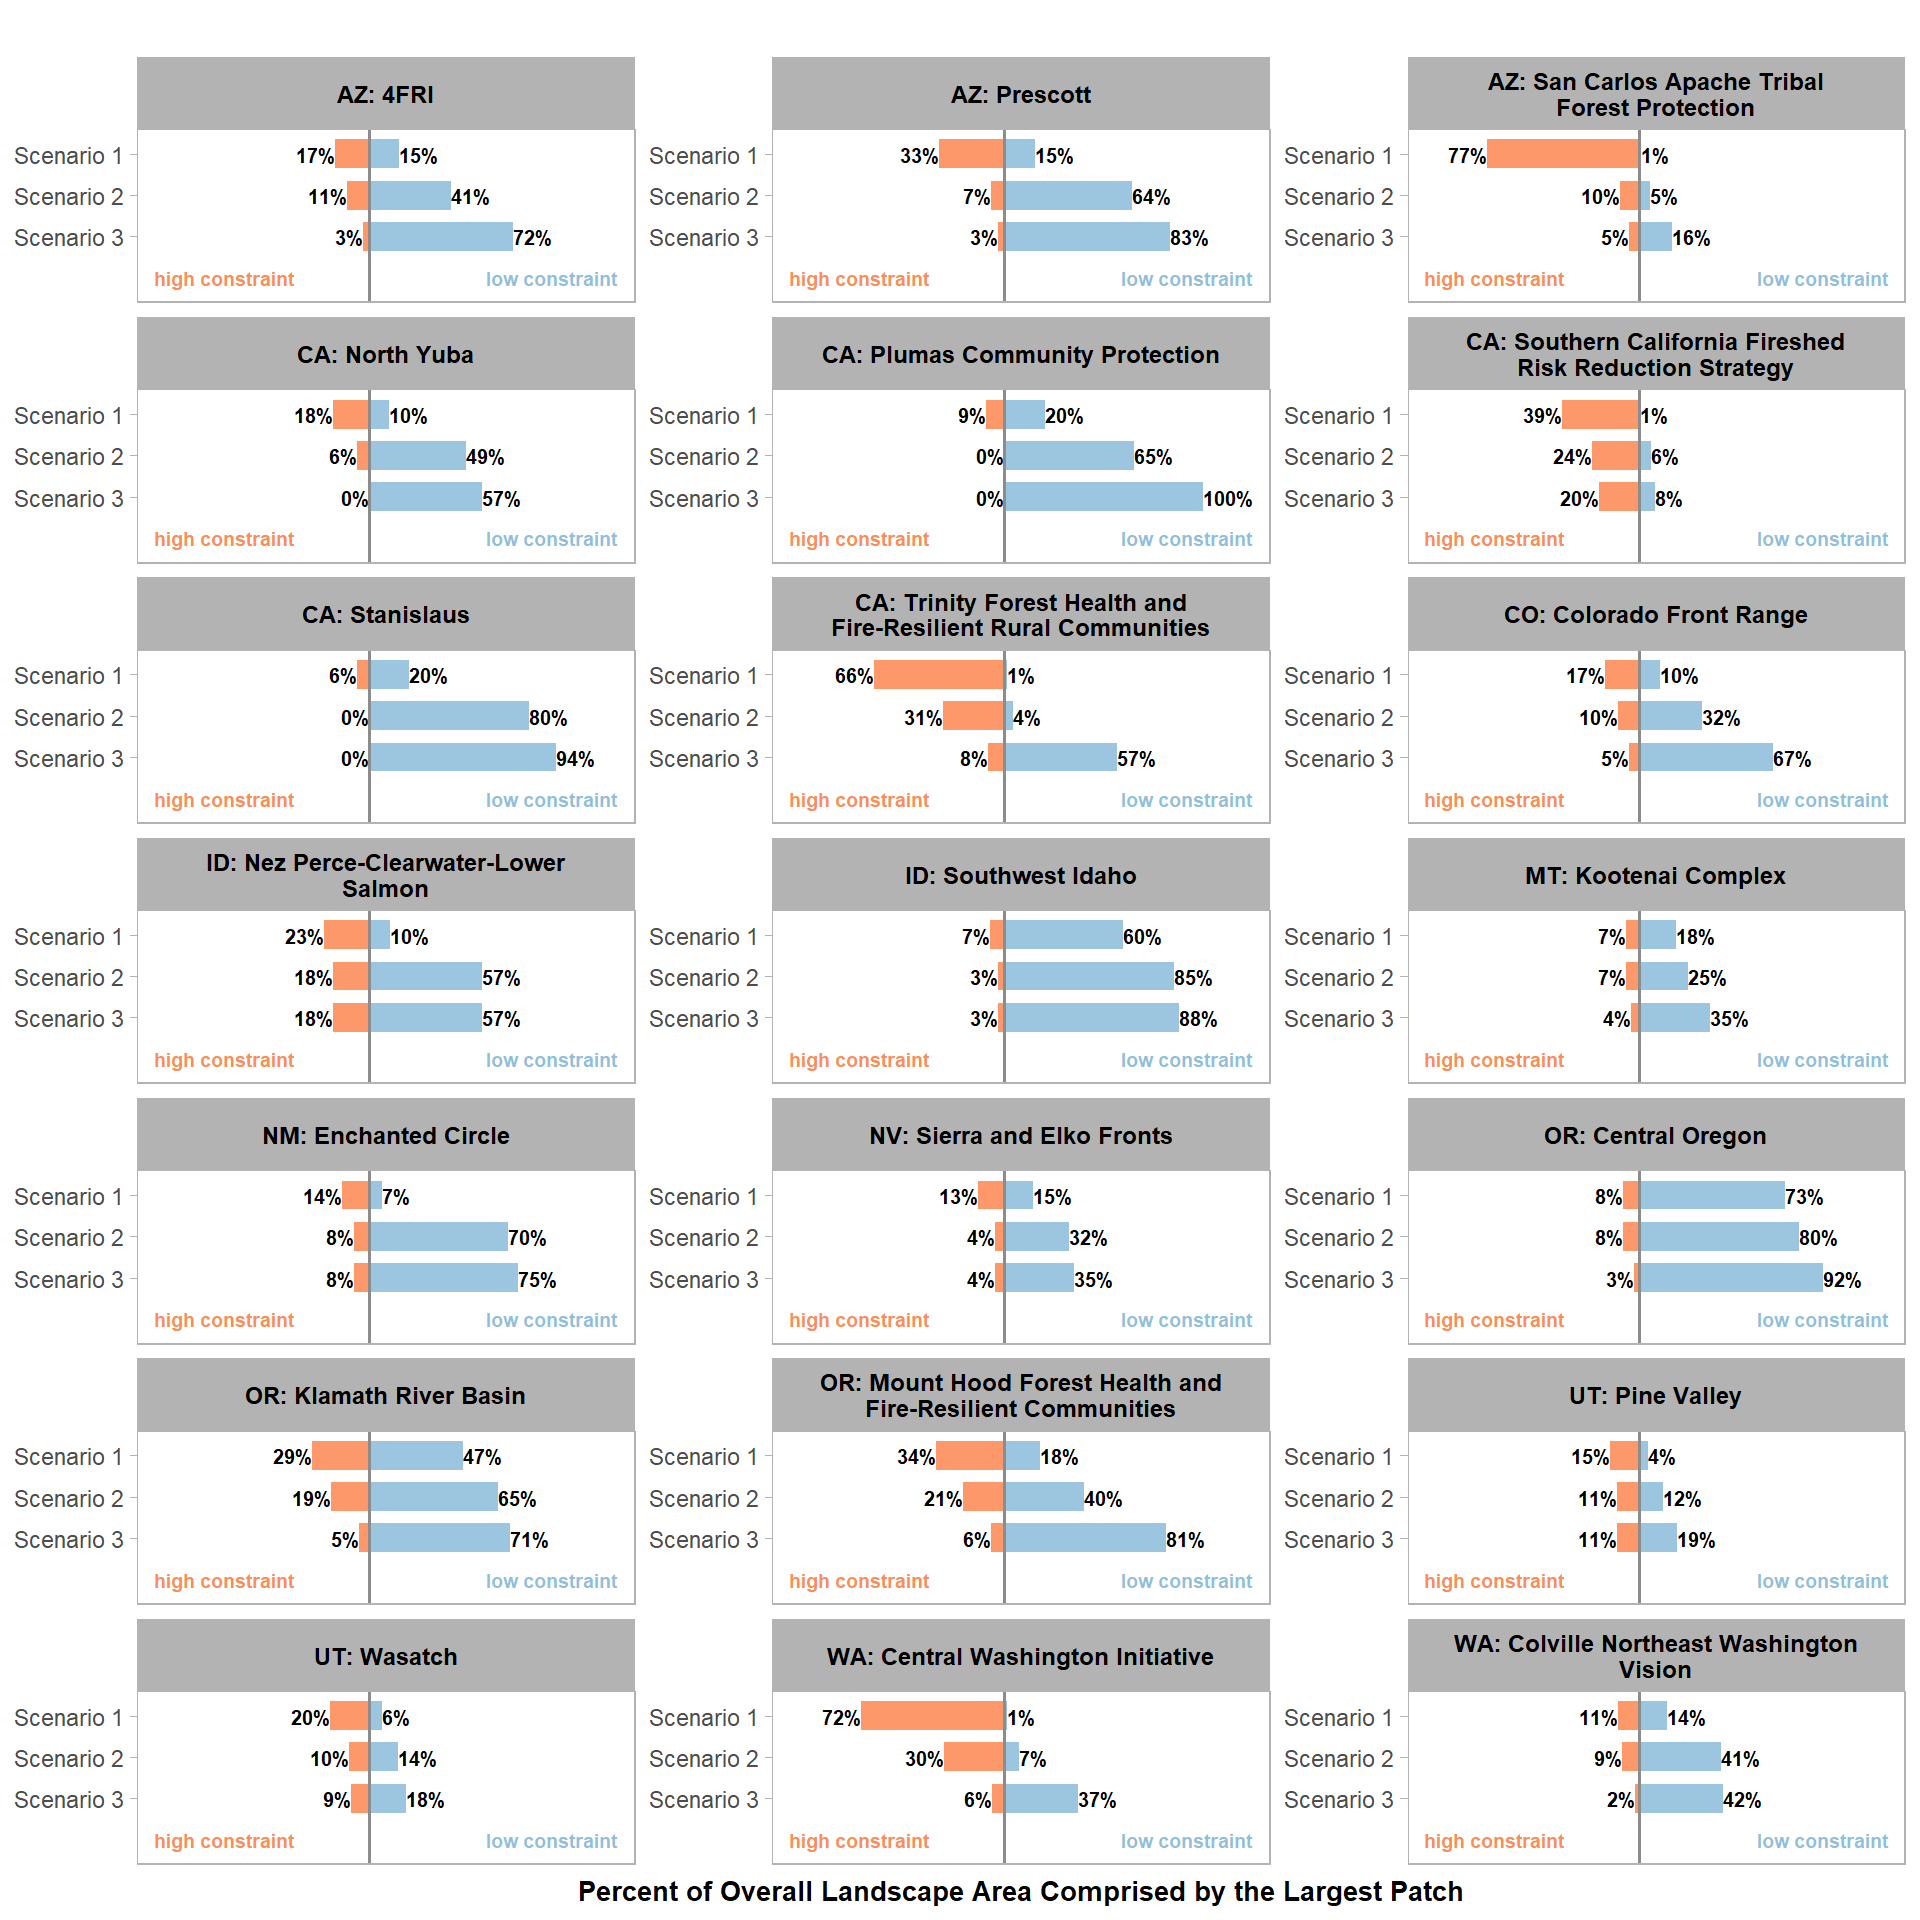 AZ: 4FRI
Scenario 1 17% 15%
Scenario 2 11% 41%
Scenario 3 3% 72%
high constraint low constraint
AZ: Prescott
Scenario 1 33% 15%
Scenario 2 7% 64%
Scenario 3 3% 83%
high constraint low constraint
AZ: San Carlos Apache Tribal
Forest Protection
Scenario 1 77% 1%
Scenario 2 10% 5%
Scenario 3 5% 16%
high constraint low constraint
CA: North Yuba
Scenario 1 18% 10%
Scenario 2 6% 49%
Scenario 3 0% 57%
high constraint low constraint
CA: Plumas Community Protection
Scenario 1 9% 20%
Scenario 2 0% 65%
Scenario 3 0% 100%
high constraint low constraint
CA: Southern California Fireshed
Risk Reduction Strategy
Scenario 1 39% 1%
Scenario 2 24% 6%
Scenario 3 20% 8%
high constraint low constraint
CA: Stanislaus
Scenario 1 6% 20%
Scenario 2 0% 80%
Scenario 3 0% 94%
high constraint low constraint
CA: Trinity Forest Health and
Fire-Resilient Rural Communities
Scenario 1 66% 1%
Scenario 2 31% 4%
Scenario 3 8% 57%
high constraint low constraint
CO: Colorado Front Range
Scenario 1 17% 10%
Scenario 2 10% 32%
Scenario 3 5% 67%
high constraint low constraint
ID: Nez Perce-Clearwater-Lower
Salmon
Scenario 1 23% 10%
Scenario 2 18% 57%
Scenario 3 18% 57%
high constraint low constraint
ID: Southwest Idaho
Scenario 1 7% 60%
Scenario 2 3% 85%
Scenario 3 3% 88%
high constraint low constraint
MT: Kootenai Complex
Scenario 1 7% 18%
Scenario 2 7% 25%
Scenario 3 4% 35%
high constraint low constraint
NM: Enchanted Circle
Scenario 1 14% 7%
Scenario 2 8% 70%
Scenario 3 8% 75%
high constraint low constraint
NV: Sierra and Elko Fronts
Scenario 1 13% 15%
Scenario 2 4% 32%
Scenario 3 4% 35%
high constraint low constraint
OR: Central Oregon
Scenario 1 8% 73%
Scenario 2 8% 80%
Scenario 3 3% 92%
high constraint low constraint
OR: Klamath River Basin
Scenario 1 29% 47%
Scenario 2 19% 65%
Scenario 3 5% 71%
high constraint low constraint
OR: Mount Hood Forest Health and
Fire-Resilient Communities
Scenario 1 34% 18%
Scenario 2 21% 40%
Scenario 3 6% 81%
high constraint low constraint
UT: Pine Valley
Scenario 1 15% 4%
Scenario 2 11% 12%
Scenario 3 11% 19%
high constraint low constraint
UT: Wasatch
Scenario 1 20% 6%
Scenario 2 10% 14%
Scenario 3 9% 18%
high constraint low constraint
WA: Central Washington Initiative
Scenario 1 72% 1%
Scenario 2 30% 7%
Scenario 3 6% 37%
high constraint low constraint
WA: Colville Northeast Washington
Vision
Scenario 1 11% 14%
Scenario 2 9% 41%
Scenario 3 2% 42%
high constraint low constraint
Percent of Overall Landscape Area Comprised by the Largest Patch